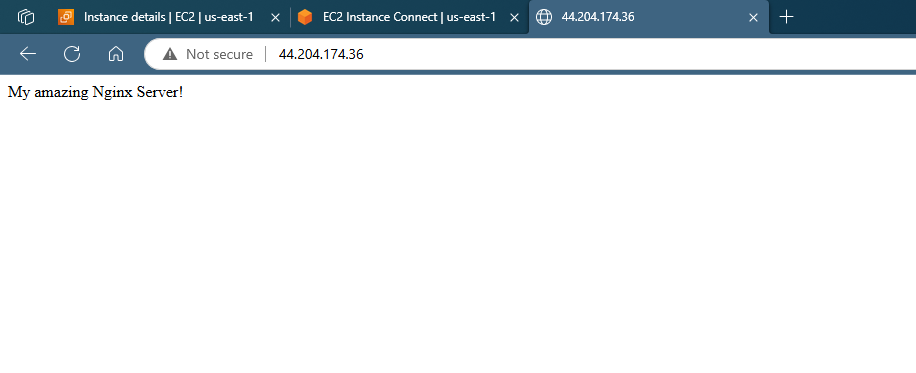 Instance details | EC2 | us-east-1
EC2 Instance Connect | us-east-1
44.204.174.36
Not secure
44.204.174.36
My amazing Nginx Server!